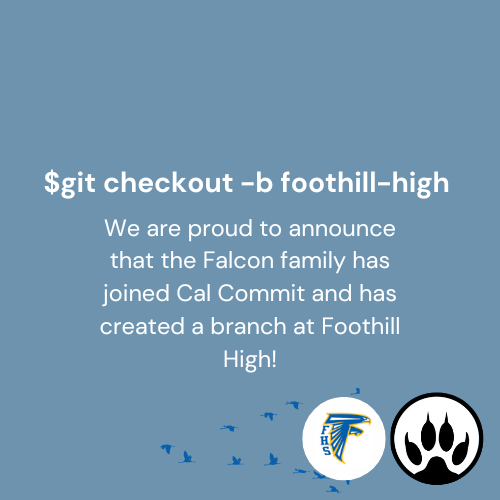 $git checkout -b foothill-high
We are proud to announce
that the Falcon family has
joined Cal Commit and has
created a branch at Foothill
High!
FHS